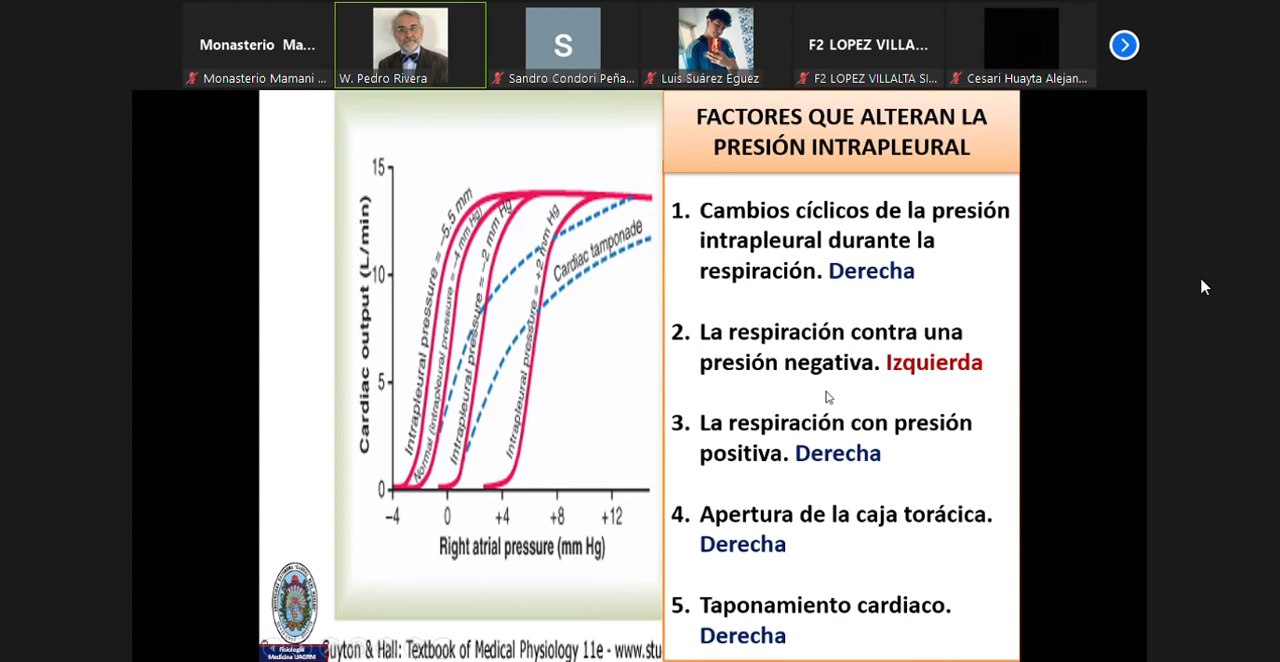 Monasterio Ma...
S
F2 LOPEZ VILLA...
Monasterio Mamani ...
W. Pedro Rivera
Sandro Condori Peña...
Luis Suárez Eguez
F2 LOPEZ VILLALTA SI...
Cesari Huayta Alejan...
FACTORES QUE ALTERAN LA
PRESIÓN INTRAPLEURAL
15
10
5
0
Cardiac output (L/min)
Intrapleural pressure = –5.5 mm
Normal (intrapleural pressure = –4 mm Hg)
Intrapleural pressure = –2 mm Hg
Intrapleural pressure = +2 mm Hg
Cardiac tamponade
–4
0
+4
+8
+12
Right atrial pressure (mm Hg)
1. Cambios cíclicos de la presión
intrapleural durante la
respiración. Derecha
2. La respiración contra una
presión negativa. Izquierda
3. La respiración con presión
positiva. Derecha
4. Apertura de la caja torácica.
Derecha
5. Taponamiento cardiaco.
Derecha
Fisiología
Medicina UAGRM
Guyton & Hall: Textbook of Medical Physiology 11e - www.stu